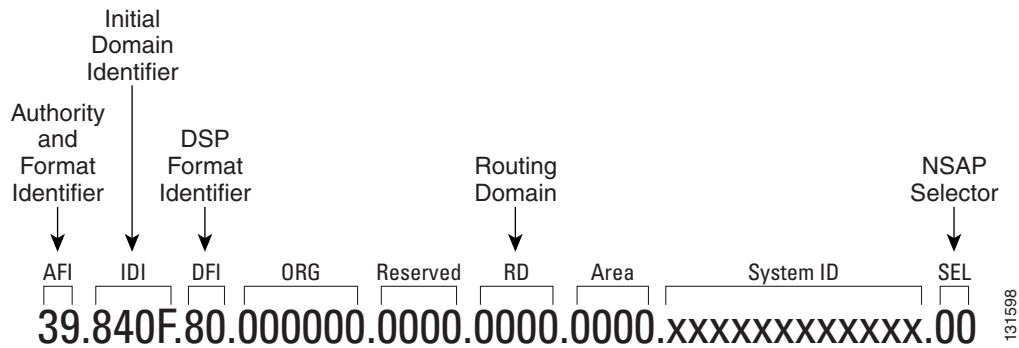 Initial
Domain
Identifier
Authority
and
Format
Identifier
DSP
Format
Identifier
Routing
Domain
NSAP
Selector
AFI IDI DFI ORG Reserved RD Area System ID SEL
39.840F.80.000000.0000.0000.0000.xxxxxxxxxxxx.00
131598